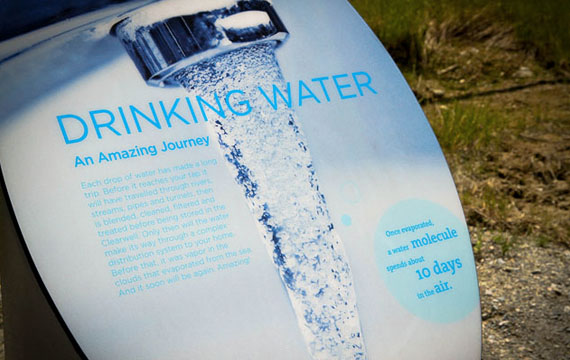 DRINKING WATER
An Amazing Journey
Each drop of water has made a long
trip. Before it reaches your tap, it
will have travelled through rivers,
streams, pipes and tunnels, then
is blended, cleaned, filtered and
treated before being stored in the
Clearwell. Only then will the water
make its way through a complex
distribution system to your home.
Before that, it was vapor in the
clouds that evaporated from the sea.
And it soon will be again. Amazing!
Once evaporated,
a water molecule
spends about
10 days
in the air.